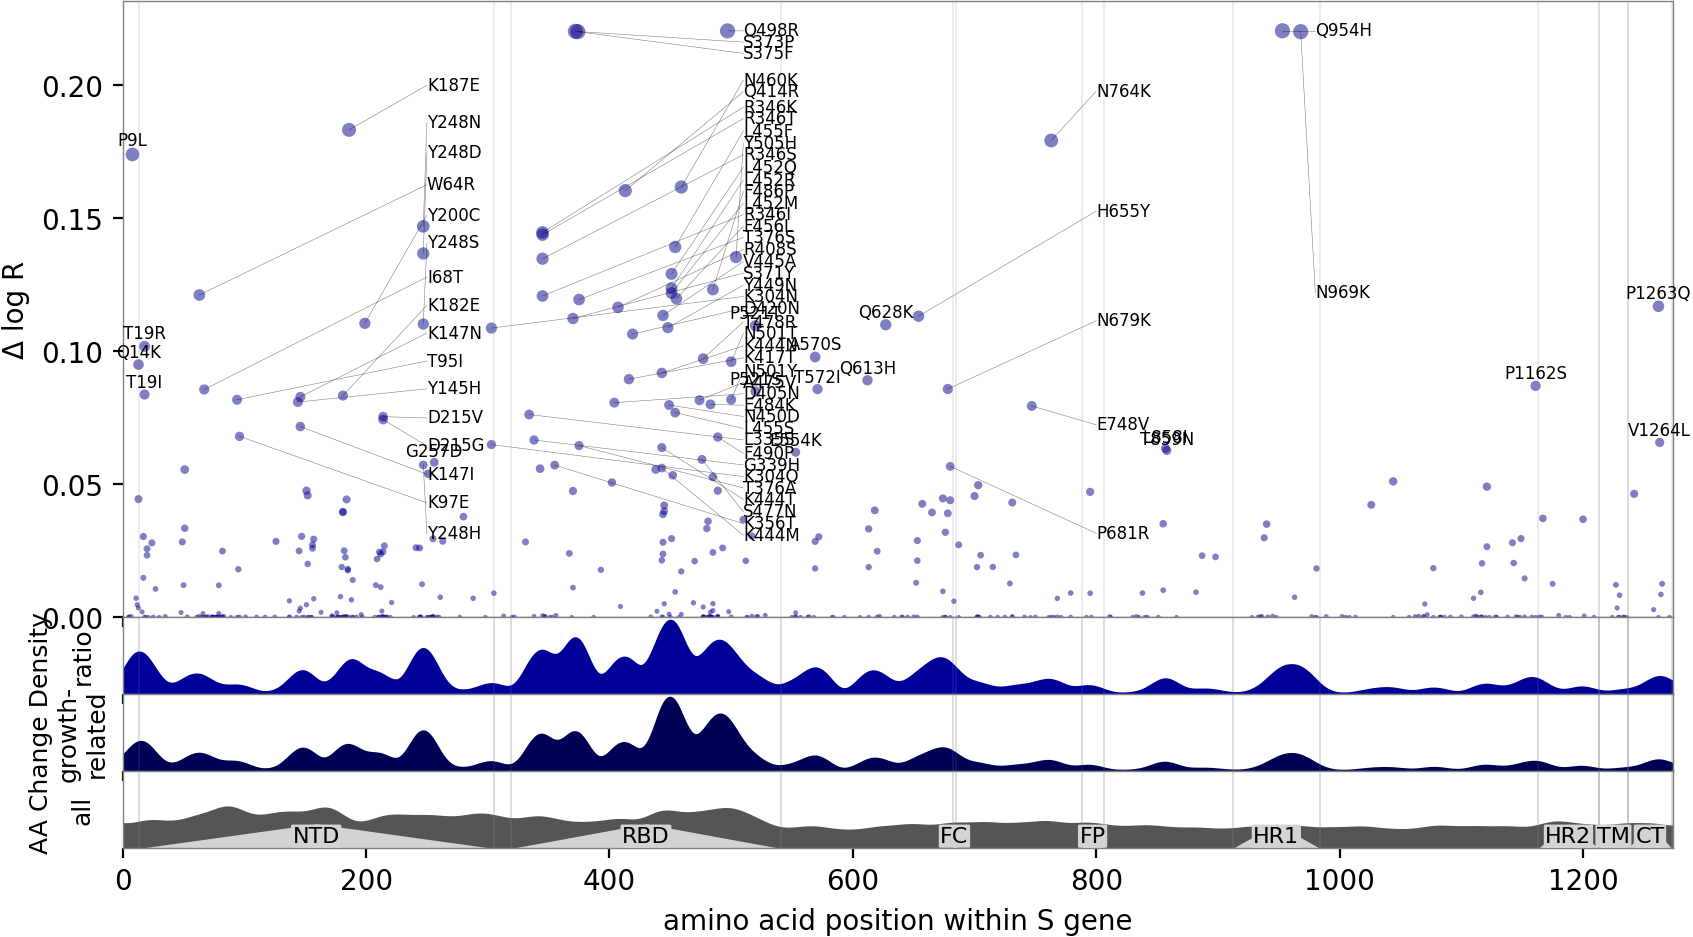 Δ log R
0.20
0.15
0.10
0.05
0.00
P9L
T19R
Q14K
T19I
K187E
Y248N
Y248D
W64R
Y200C
Y248S
I68T
K182E
K147N
T95I
Y145H
D215V
D215G
G257D
K147I
K97E
Y248H
Q498R
S373P
S375F
N460K
Q414R
R346K
R346T
L455F
Y505H
R346S
L452Q
L452R
F486P
L452M
R346I
F456L
T376S
R408S
V445A
S371Y
Y449N
K304N
D420N
N501T
K444N
K417T
N501Y
D405N
E484K
N450D
L455S
F490P
G339H
K304Q
T376A
K444T
S477N
K356T
K444M
A570S
T572I
E554K
Q613H
Q628K
N764K
H655Y
N679K
E748V
P681R
T859N
Q954H
N969K
P1162S
P1263Q
V1264L
AA Change Density
ratio
growth-
related
all
NTD
RBD
FC
FP
HR1
HR2
TM
CT
0
200
400
600
800
1000
1200
amino acid position within S gene